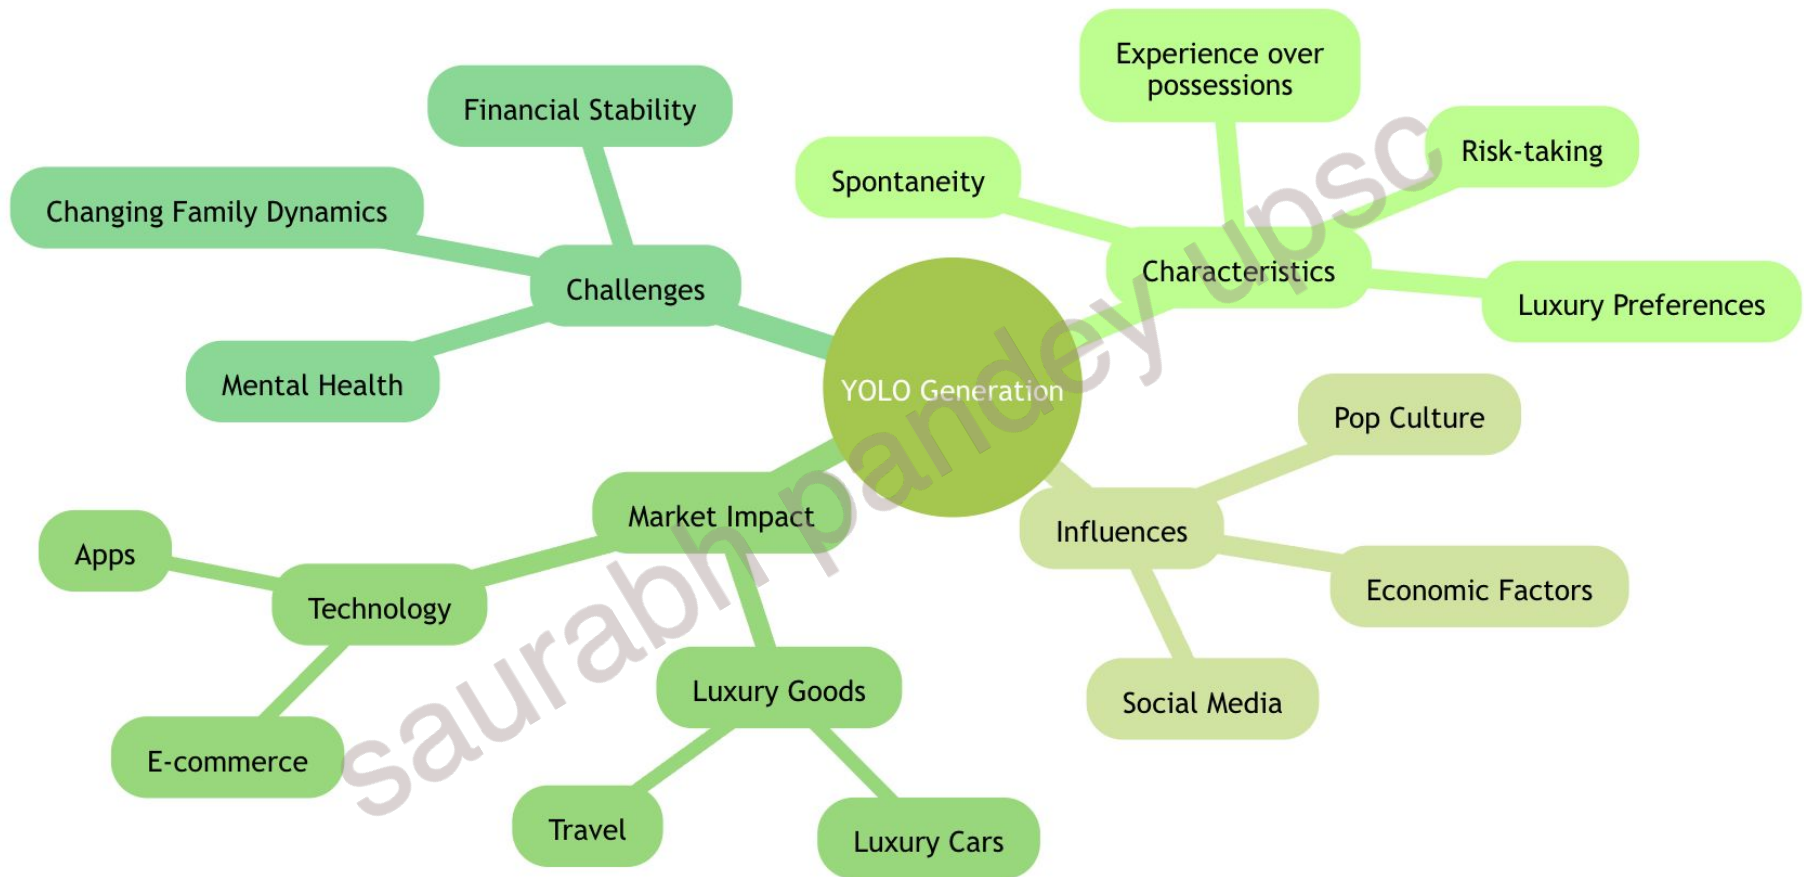 Experience over
possessions
Financial Stability
Risk-taking
Spontaneity
Changing Family Dynamics
Characteristics
Challenges
Luxury Preferences
Mental Health
YOLO Generation
Pop Culture
Market Impact
Influences
Apps
Economic Factors
Technology
Luxury Goods
Social Media
E-commerce
Travel
Luxury Cars
saurabh pandey upsc